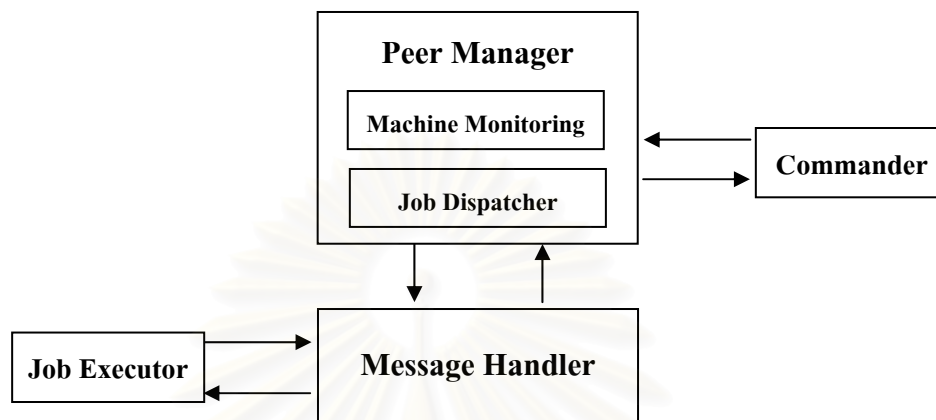 Peer Manager
Machine Monitoring
Commander
Job Dispatcher
Job Executor
Message Handler